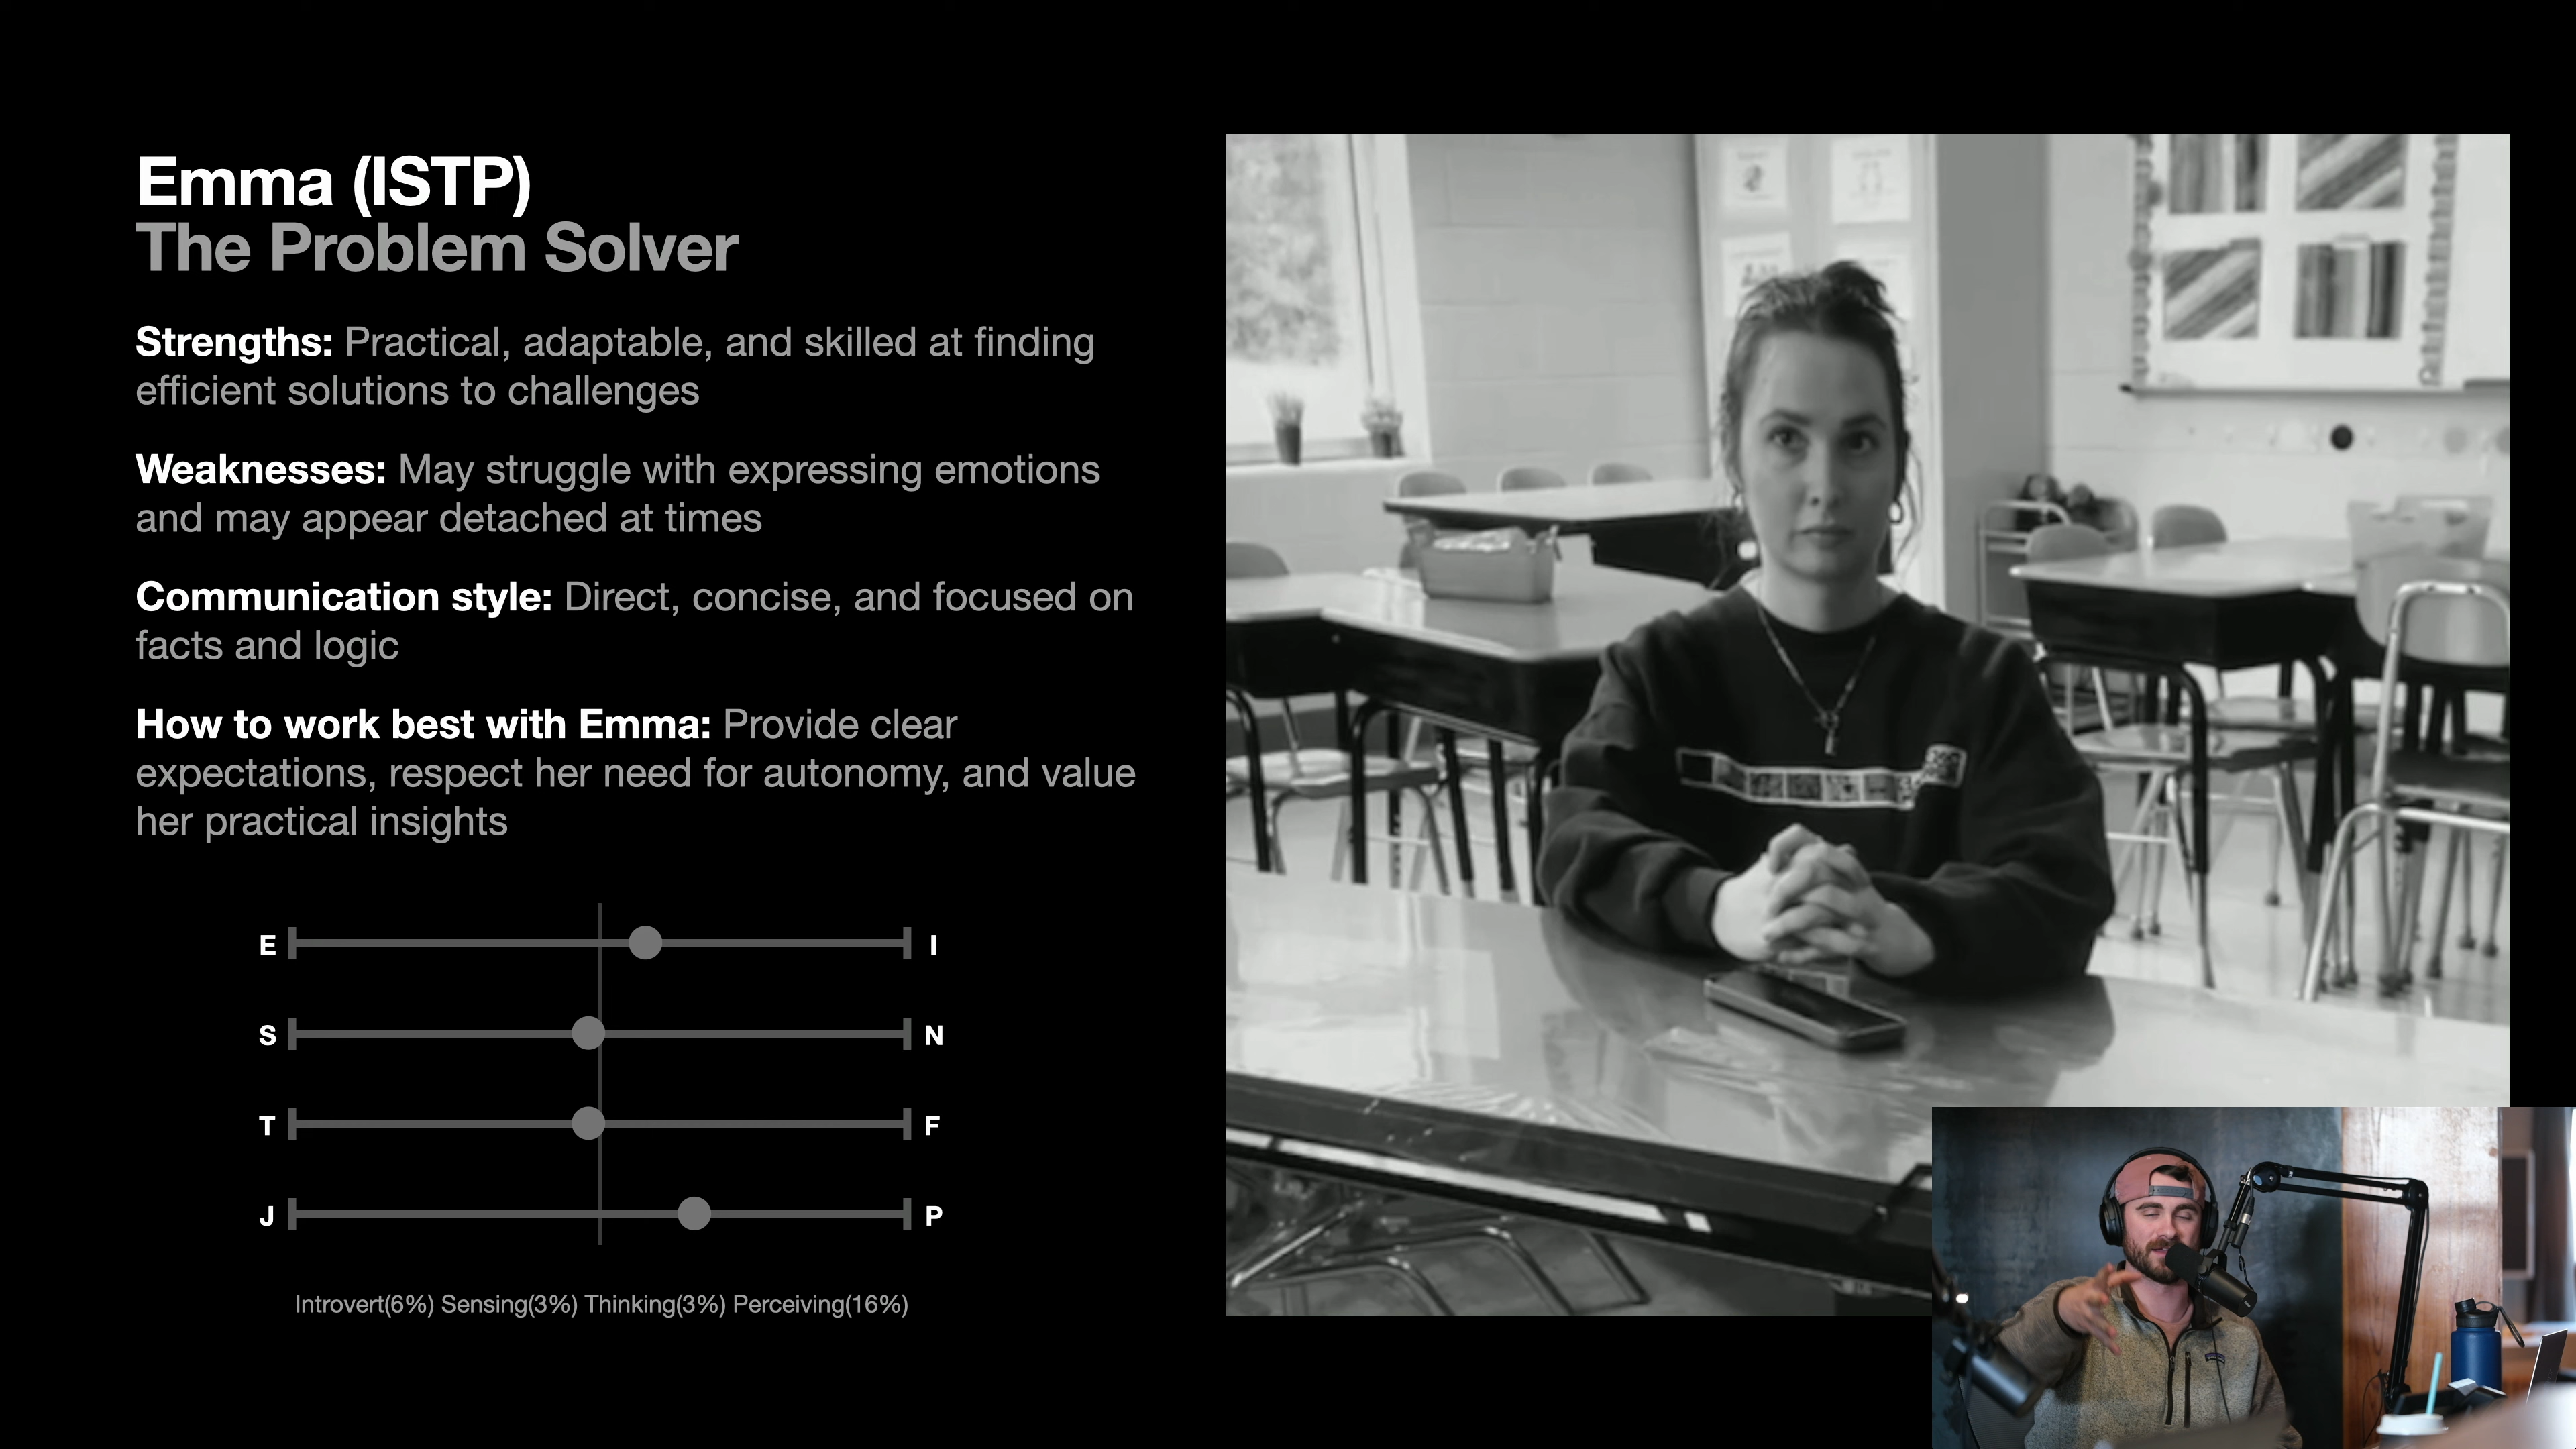 Emma (ISTP)
The Problem Solver
Strengths: Practical, adaptable, and skilled at finding
efficient solutions to challenges
Weaknesses: May struggle with expressing emotions
and may appear detached at times
Communication style: Direct, concise, and focused on
facts and logic
How to work best with Emma: Provide clear
expectations, respect her need for autonomy, and value
her practical insights
E I
S N
T F
J P
Introvert(6%) Sensing(3%) Thinking(3%) Perceiving(16%)